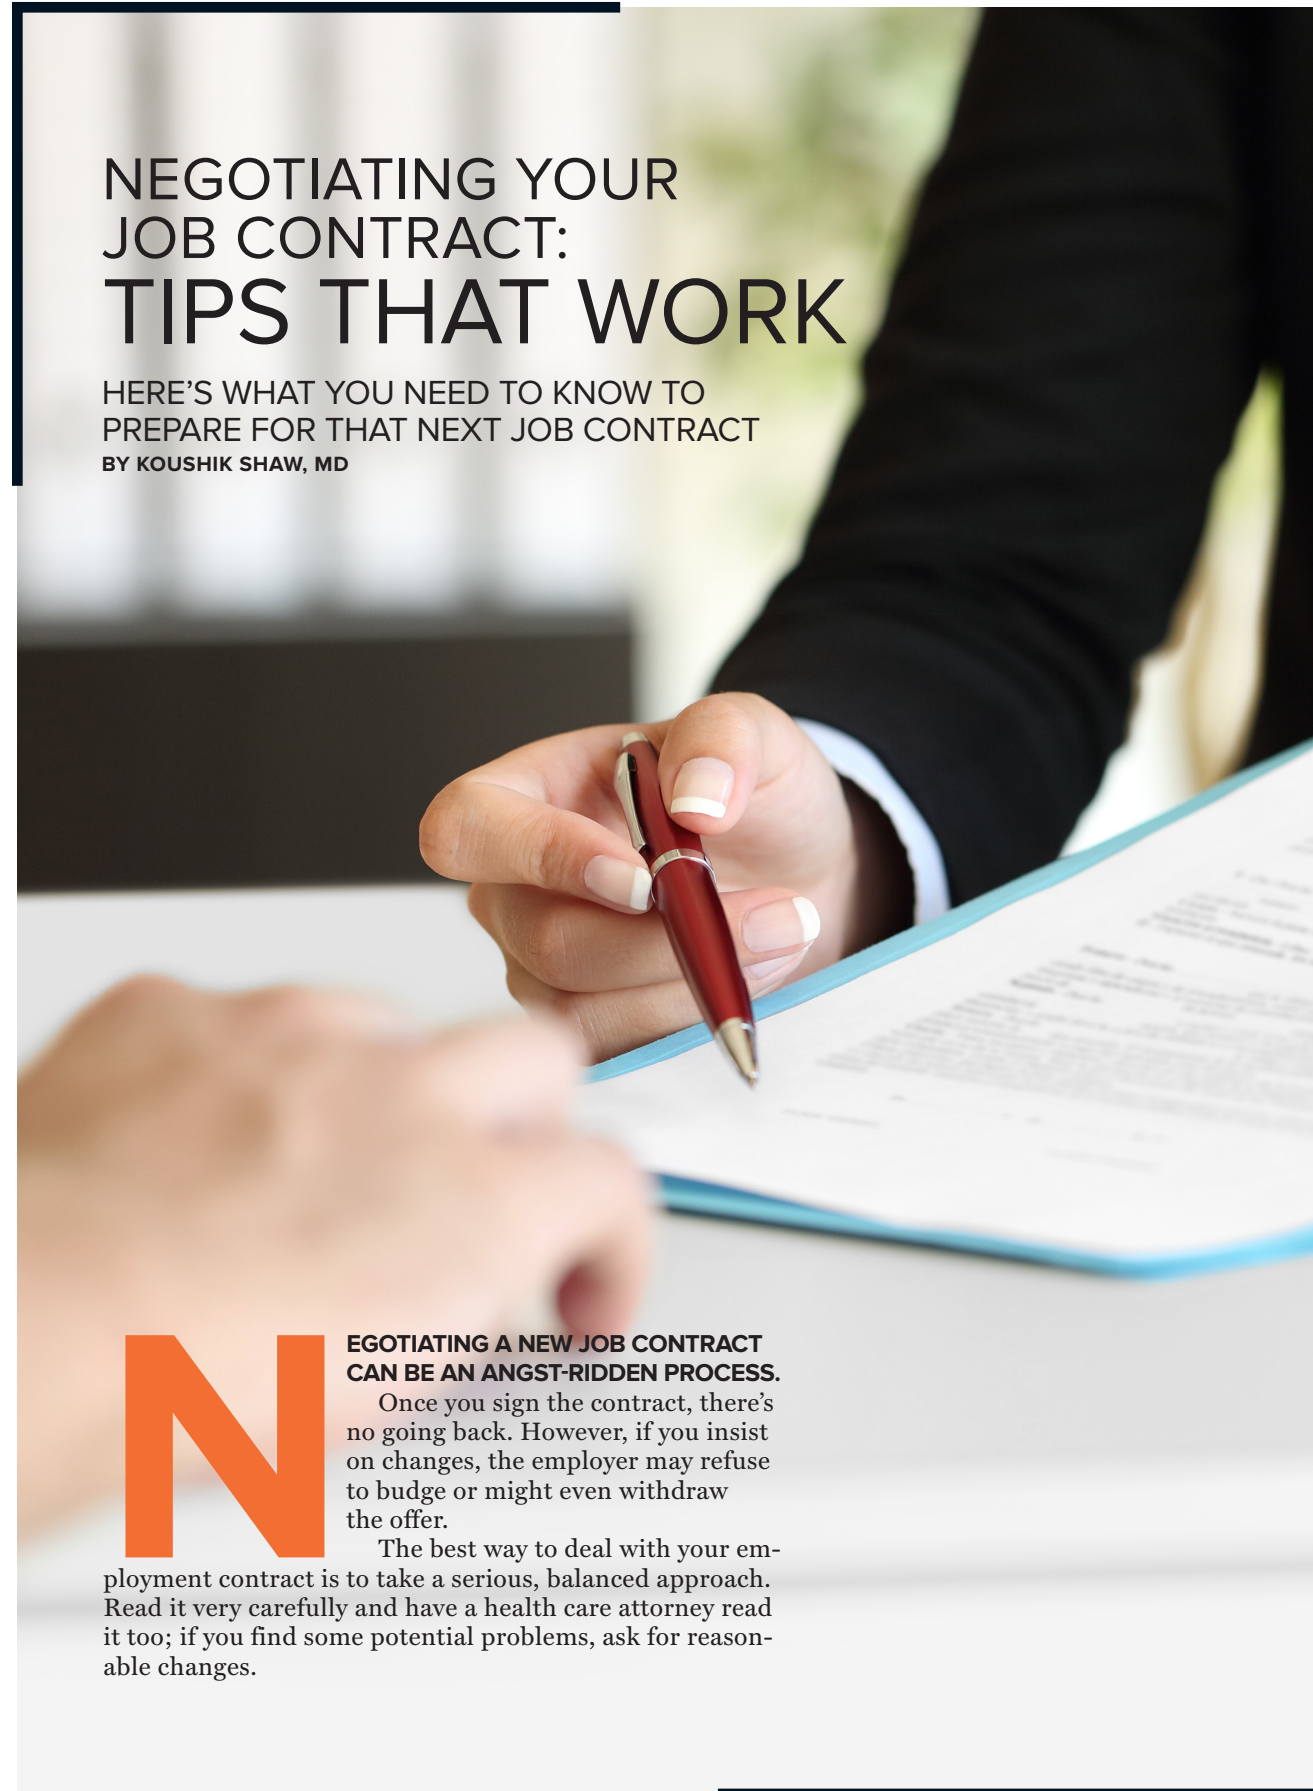 NEGOTIATING YOUR
JOB CONTRACT:
TIPS THAT WORK
HERE'S WHAT YOU NEED TO KNOW TO
PREPARE FOR THAT NEXT JOB CONTRACT
BY KOUSHIK SHAW, MD
NEGOTIATING A NEW JOB CONTRACT
CAN BE AN ANGST-RIDDEN PROCESS.
Once you sign the contract, there's
no going back. However, if you insist
on changes, the employer may refuse
to budge or might even withdraw
the offer.
The best way to deal with your em-
ployment contract is to take a serious, balanced approach.
Read it very carefully and have a health care attorney read
it too; if you find some potential problems, ask for reason-
able changes.